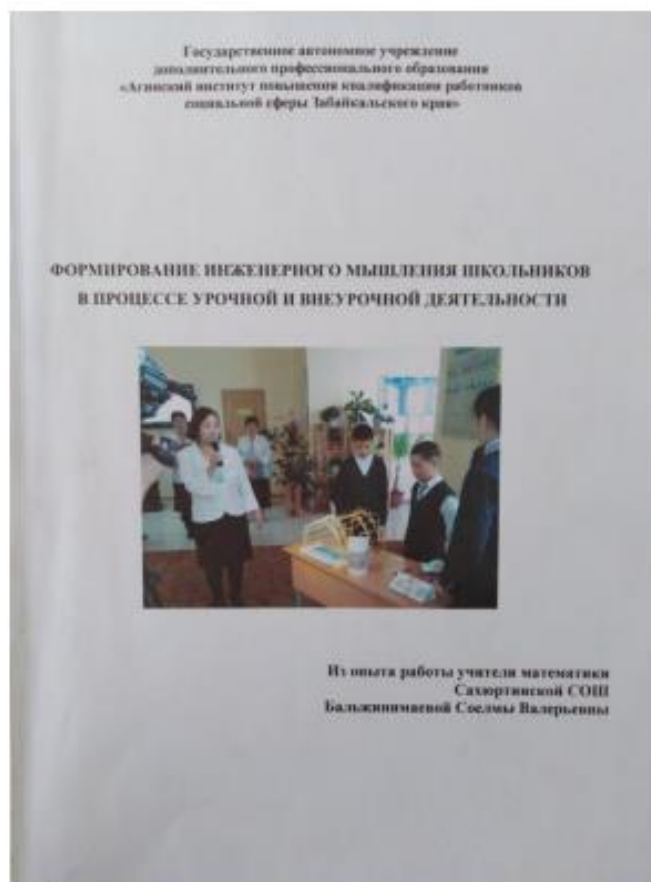 Государственное автономное учреждение
дополнительного профессионального образования
«Агинский институт повышения квалификации работников
социальной сферы Забайкальского края»
ФОРМИРОВАНИЕ ИНЖЕНЕРНОГО МЫШЛЕНИЯ ШКОЛЬНИКОВ
В ПРОЦЕССЕ УРОЧНОЙ И ВНЕУРОЧНОЙ ДЕЯТЕЛЬНОСТИ
Из опыта работы учителя математики
Сахюртинской СОШ
Бальжинимаевой Соелмы Валерьевны